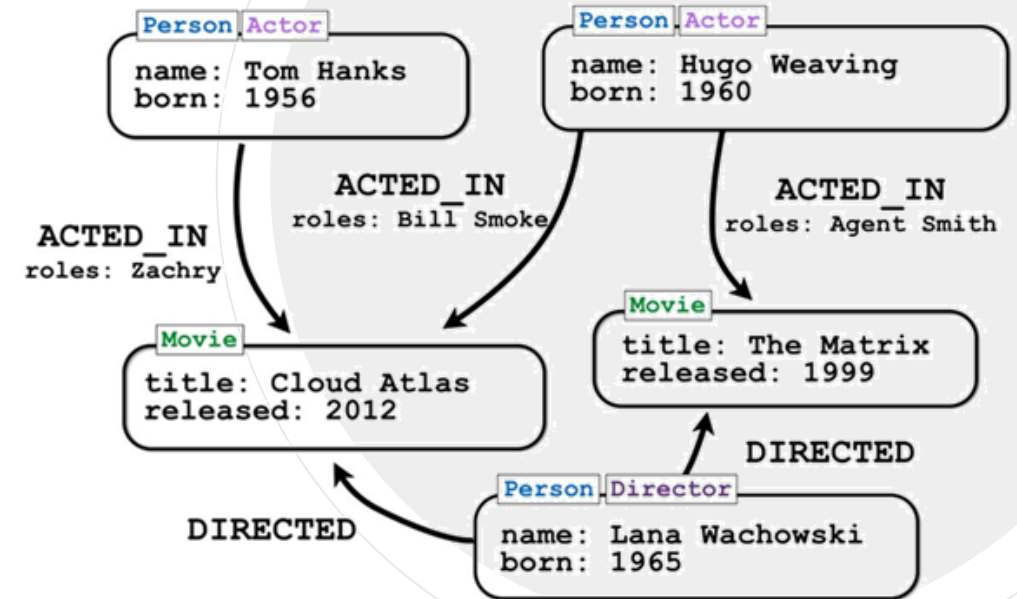 Person Actor
name: Tom Hanks
born: 1956
Person Actor
name: Hugo Weaving
born: 1960
ACTED_IN
roles: Zachry
ACTED_IN
roles: Bill Smoke
ACTED_IN
roles: Agent Smith
Movie
title: Cloud Atlas
released: 2012
Movie
title: The Matrix
released: 1999
DIRECTED
DIRECTED
Person Director
name: Lana Wachowski
born: 1965